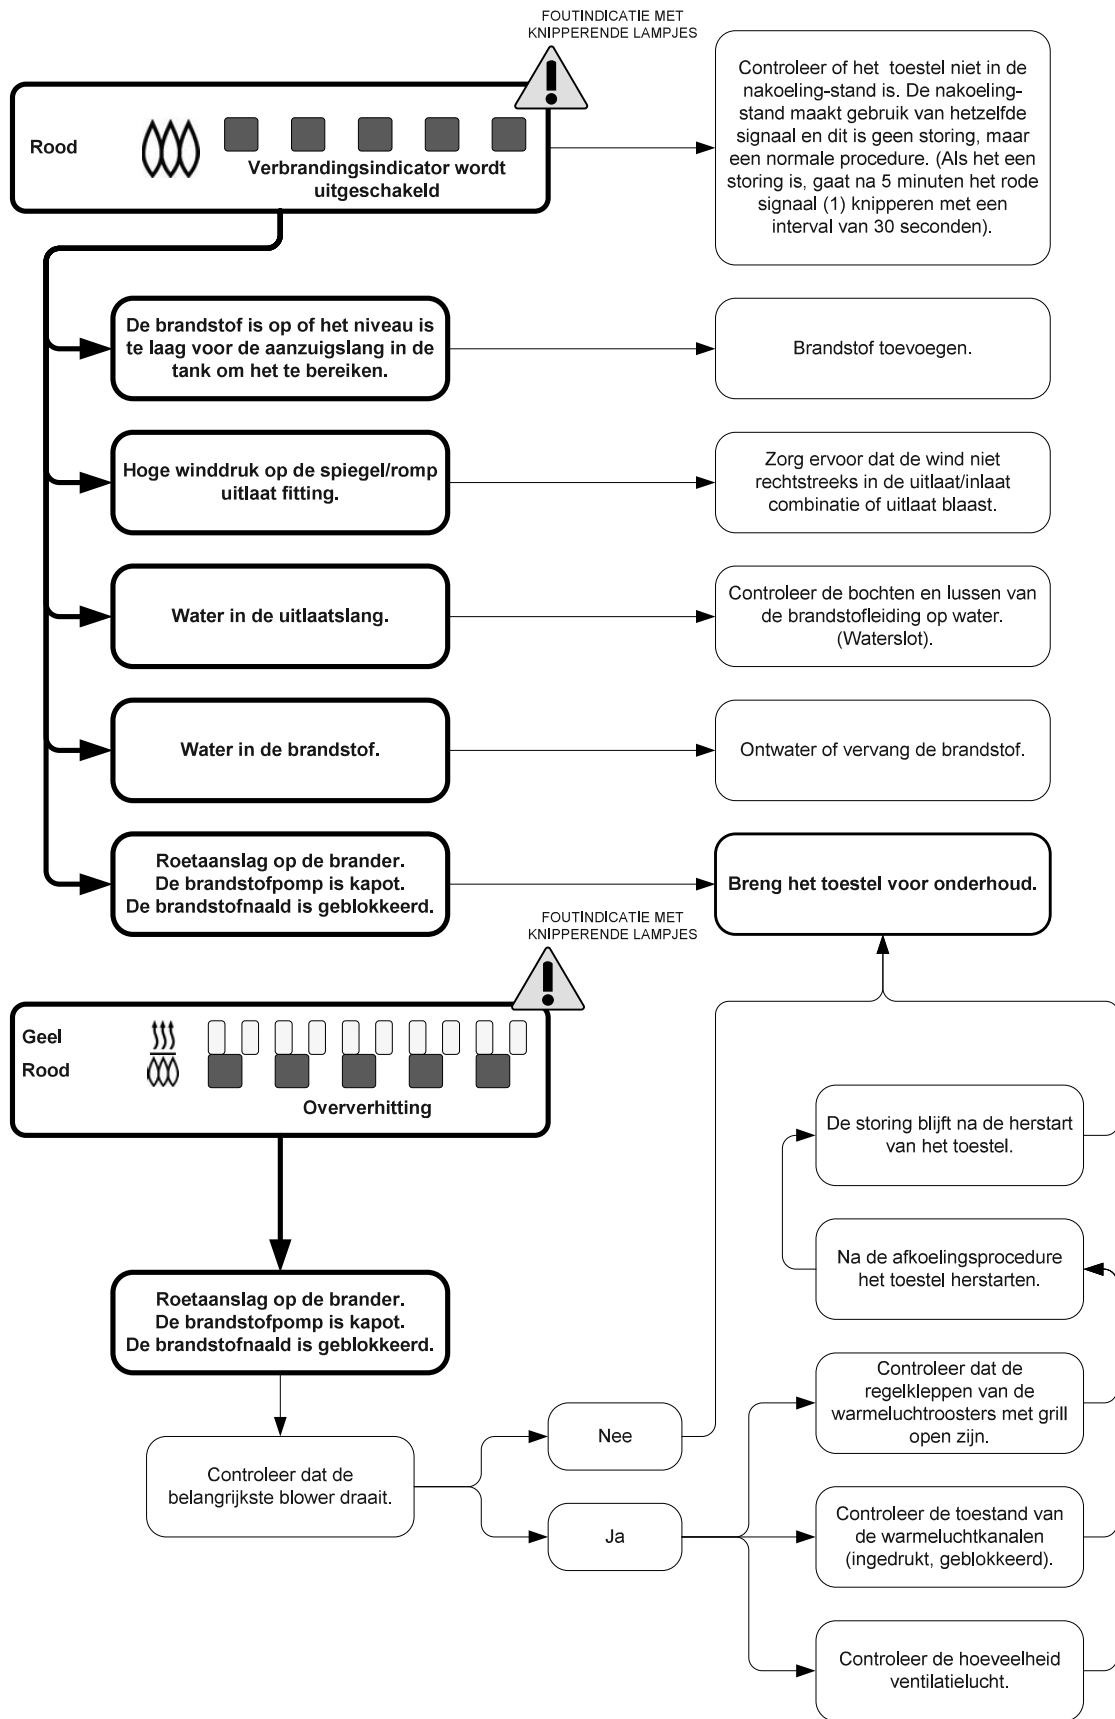 FOUTINDICATIE MET
KNIPPERENDE LAMPJES
Rood
Verbrandingsindicator wordt
uitgeschakeld
Controleer of het toestel niet in de
nakoeling-stand is. De nakoeling-
stand maakt gebruik van hetzelfde
signaal en dit is geen storing, maar
een normale procedure. (Als het een
storing is, gaat na 5 minuten het rode
signaal (1) knipperen met een
interval van 30 seconden).
De brandstof is op of het niveau is
te laag voor de aanzuigslang in de
tank om het te bereiken.
Brandstof toevoegen.
Hoge winddruk op de spiegel/romp
uitlaat fitting.
Zorg ervoor dat de wind niet
rechtstreeks in de uitlaat/inlaat
combinatie of uitlaat blaast.
Water in de uitlaatslang.
Controleer de bochten en lussen van
de brandstofleiding op water.
(Waterslot).
Water in de brandstof.
Ontwater of vervang de brandstof.
Roetaanslag op de brander.
De brandstofpomp is kapot.
De brandstofnaald is geblokkeerd.
Breng het toestel voor onderhoud.
FOUTINDICATIE MET
KNIPPERENDE LAMPJES
Geel
Rood
Oververhitting
De storing blijft na de herstart
van het toestel.
Na de afkoelingsprocedure
het toestel herstarten.
Roetaanslag op de brander.
De brandstofpomp is kapot.
De brandstofnaald is geblokkeerd.
Controleer dat de
belangrijkste blower draait.
Nee
Ja
Controleer dat de
regelkleppen van de
warmeluchtroosters met grill
open zijn.
Controleer de toestand van
de warmeluchtkanalen
(ingedrukt, geblokkeerd).
Controleer de hoeveelheid
ventilatielucht.